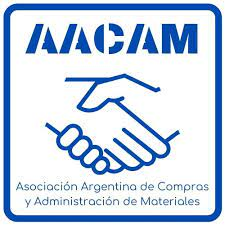 AACAM
Asociación Argentina de Compras
y Administración de Materiales